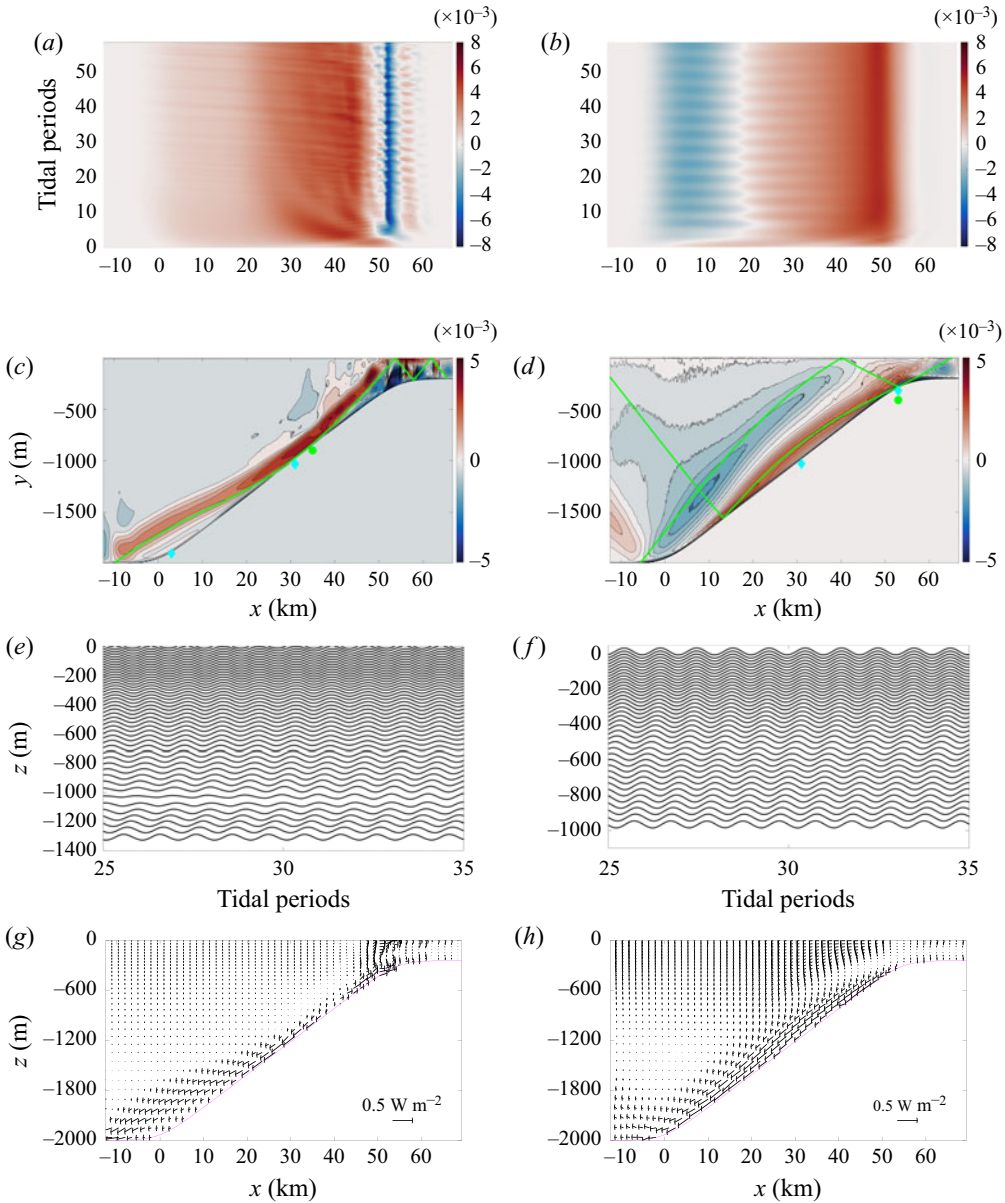 (×10–3) (×10–3)
(a) 8 (b) 8
50 6 50 6
40 4 40 4
Tidal periods 30 2 30 2
0 0
20 –2 20 –2
10 –4 10 –4
–6 –6
0 –8 0 –8
–10 0 10 20 30 40 50 60 –10 0 10 20 30 40 50 60
(×10–3) (×10–3)
(c) 5 (d) 5
–500 –500
y (m) –1000 0 –1000 0
–1500 –1500
–5 –5
–10 0 10 20 30 40 50 60 –10 0 10 20 30 40 50 60
x (km) x (km)
(e) 0 (f) 0
–200 –200
–400
–600 –400
z (m) –800 –600
–1000 –800
–1200 –1000
–1400
25 30 35 25 30 35
Tidal periods Tidal periods
(g) 0 (h) 0
–600 –600
z (m) –1200 –1200
–1800 0.5 W m–2 –1800 0.5 W m–2
–2000 –2000
–10 0 10 20 30 40 50 60 –10 0 10 20 30 40 50 60
x (km) x (km)